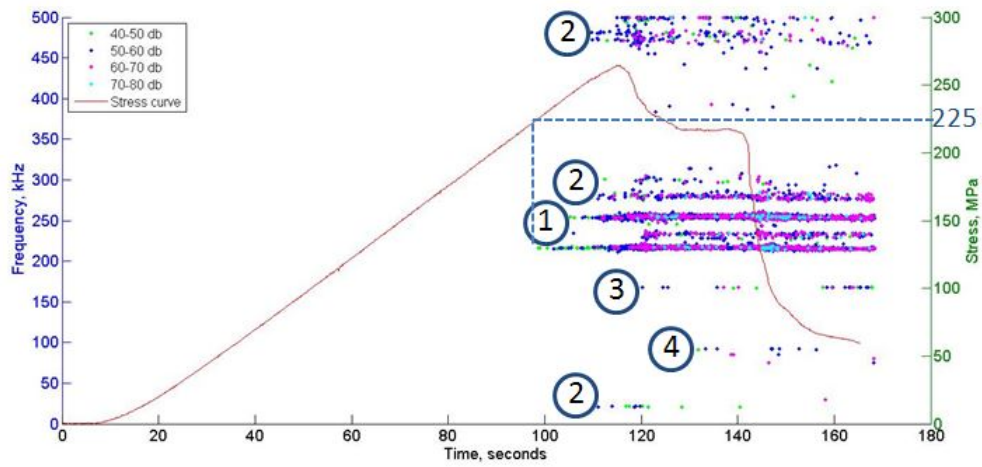 500
450
400
350
300
250
200
150
100
50
0
Frequency, kHz
40-50 db
50-60 db
60-70 db
70-80 db
Stress curve
2
2
1
3
4
2
225
300
250
200
150
100
50
0
Stress, MPa
0 20 40 60 80 100 120 140 160 180
Time, seconds